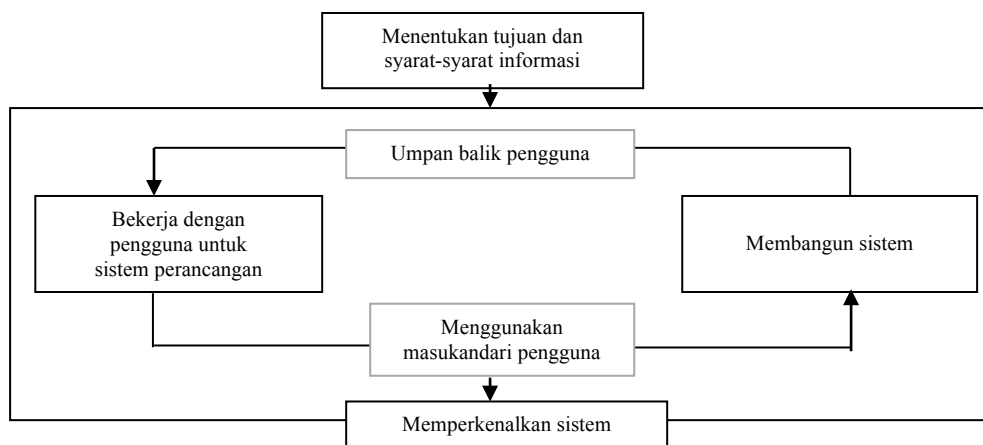 Menentukan tujuan dan
syarat-syarat informasi
Umpan balik pengguna
Bekerja dengan
pengguna untuk
sistem perancangan
Membangun sistem
Menggunakan
masukandari pengguna
Memperkenalkan sistem